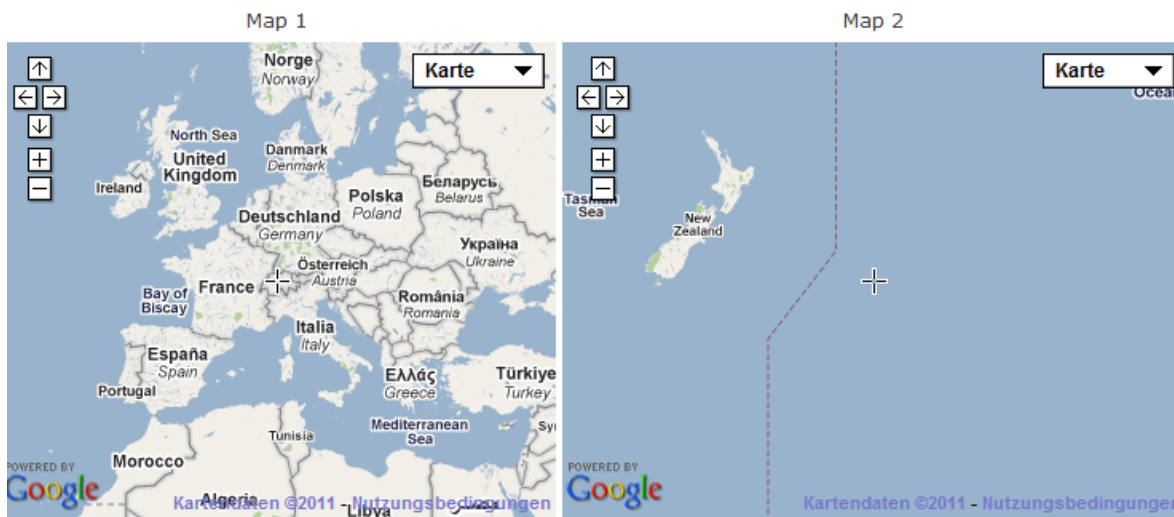 Map 1
Norge
Norway
Karte
North Sea
United
Kingdom
Danmark
Denmark
Ireland
Беларусь
Belarus
Polska
Poland
Deutschland
Germany
Україна
Ukraine
Österreich
Austria
France
Bay of
Biscay
România
Romania
Italia
Italy
España
Spain
Portugal
Ελλάς
Greece
Türkiye
Turkey
Mediterranean
Sea
Tunisia
Morocco
Algeria
Libya
POWERED BY
Google
Kartendaten ©2011 - Nutzungsbedingungen
Map 2
Karte
Tasman
Sea
New
Zealand
POWERED BY
Google
Kartendaten ©2011 - Nutzungsbedingungen